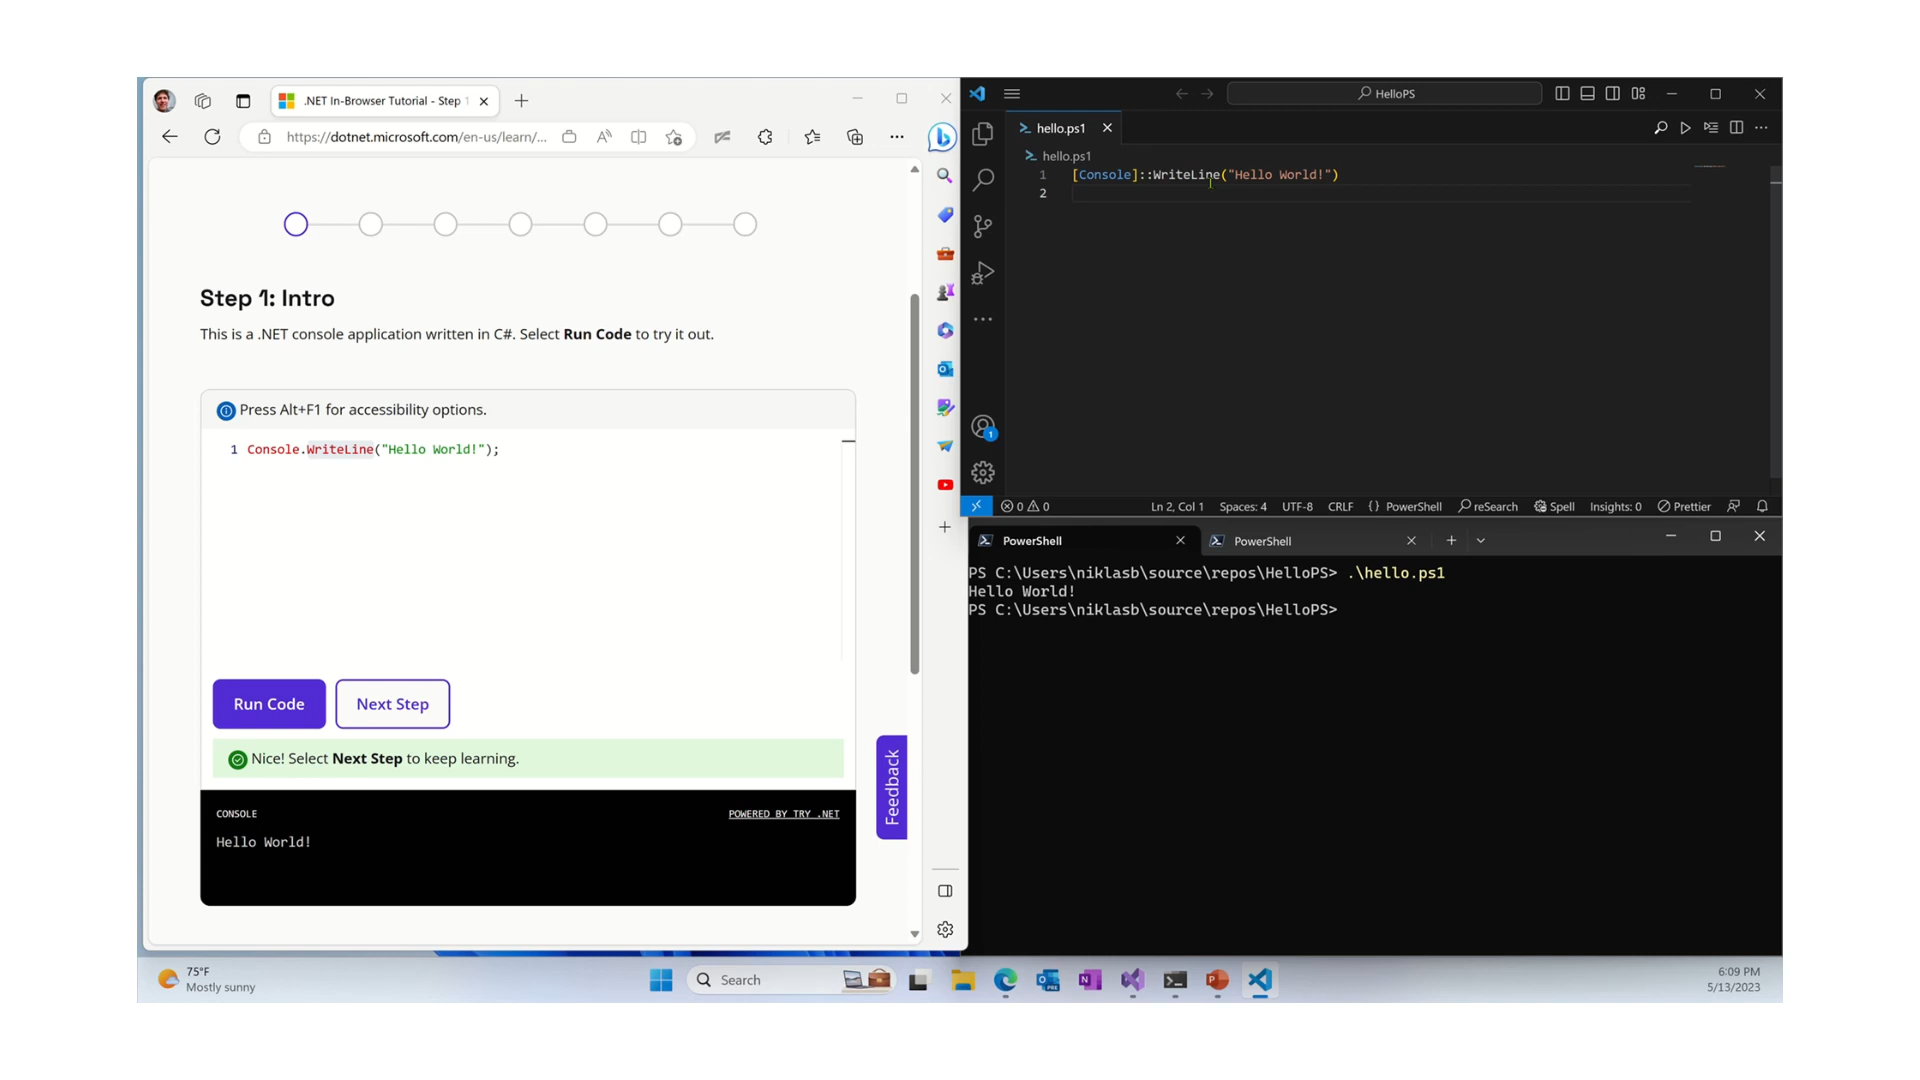 .NET In-Browser Tutorial - Step 1
https://dotnet.microsoft.com/en-us/learn/...
Step 1: Intro
This is a .NET console application written in C#. Select Run Code to try it out.
Press Alt+F1 for accessibility options.
1 Console.WriteLine("Hello World!");
Run Code Next Step
Nice! Select Next Step to keep learning.
Feedback
CONSOLE POWERED BY TRY .NET
Hello World!
HelloPS
hello.ps1
hello.ps1
1 [Console]::WriteLine("Hello World!")
2
1
0 0 Ln 2, Col 1 Spaces: 4 UTF-8 CRLF {} PowerShell reSearch Spell Insights: 0 Prettier
PowerShell PowerShell
PS C:\Users\niklasb\source\repos\HelloPS> .\hello.ps1
Hello World!
PS C:\Users\niklasb\source\repos\HelloPS>
75°F
Mostly sunny
Search
6:09 PM
5/13/2023